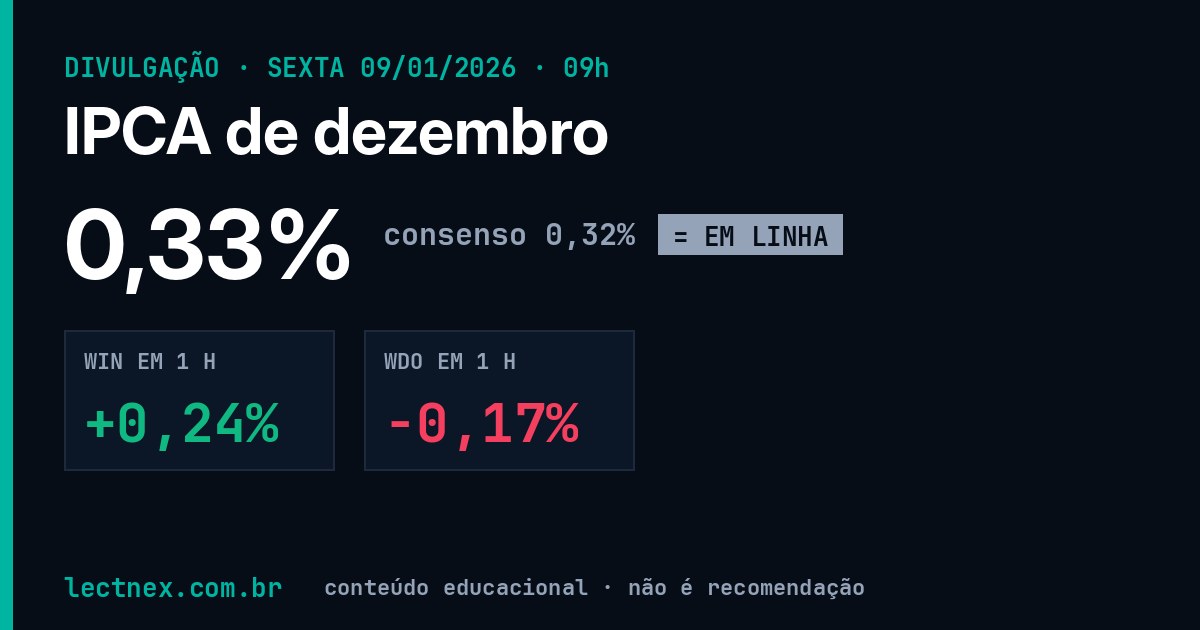 DIVULGAÇÃO · SEXTA 09/01/2026 · 09h
IPCA de dezembro
0,33% consenso 0,32% = EM LINHA
WIN EM 1 H
+0,24%
WDO EM 1 H
-0,17%
lectnex.com.br conteúdo educacional · não é recomendação